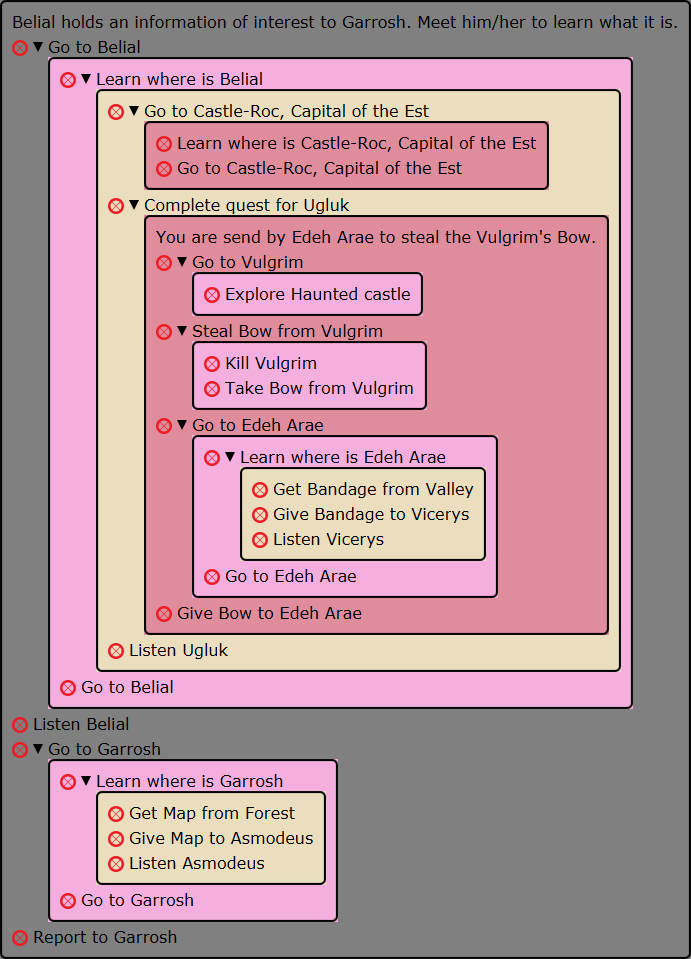 Belial holds an information of interest to Garrosh. Meet him/her to learn what it is.
Go to Belial
Learn where is Belial
Go to Castle-Roc, Capital of the Est
Learn where is Castle-Roc, Capital of the Est
Go to Castle-Roc, Capital of the Est
Complete quest for Ugluk
You are send by Edeh Arae to steal the Vulgrim's Bow.
Go to Vulgrim
Explore Haunted castle
Steal Bow from Vulgrim
Kill Vulgrim
Take Bow from Vulgrim
Go to Edeh Arae
Learn where is Edeh Arae
Get Bandage from Valley
Give Bandage to Vicerys
Listen Vicerys
Go to Edeh Arae
Give Bow to Edeh Arae
Listen Ugluk
Go to Belial
Listen Belial
Go to Garrosh
Learn where is Garrosh
Get Map from Forest
Give Map to Asmodeus
Listen Asmodeus
Go to Garrosh
Report to Garrosh